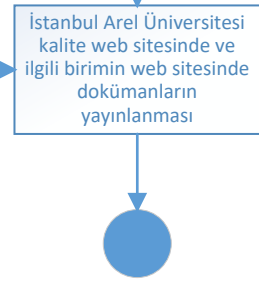 İstanbul Arel Üniversitesi
kalite web sitesinde ve
ilgili birimin web sitesinde
dokümanların
yayınlanması